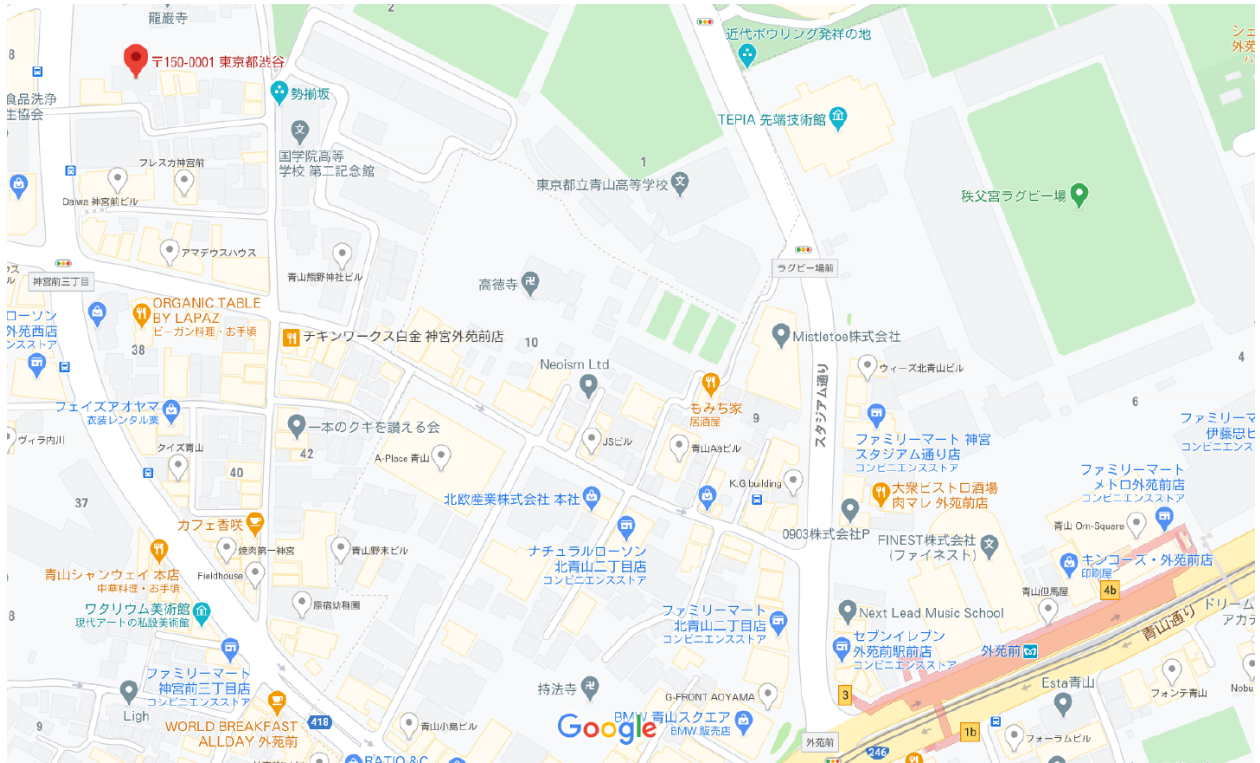 龍巌寺
2
8
〒150-0001 東京都渋谷
近代ボウリング発祥の地
シェ
外苑
ハ
食品洗浄
生協会
勢揃坂
TEPIA 先端技術館
国学院高等
学校 第二記念館
1
東京都立青山高等学校
フレスカ神宮前
Daiwa 神宮前ビル
秩父宮ラグビー場
アマデウスハウス
青山熊野神社ビル
高徳寺
ラグビー場前
クス
ル
神宮前三丁目
ORGANIC TABLE
BY LAPAZ
ビーガン料理・お手頃
ローソン
外苑西店
ンスストア
チキンワークス白金 神宮外苑前店
38
10
Mistletoe株式会社
4
Neoism Ltd
ウィーズ北青山ビル
スタジアム通り
フェイズアオヤマ
衣装レンタル業
もみち家
居酒屋
9
6
一本のクギを讃える会
ファミリーマート 神宮
スタジアム通り店
コンビニエンスストア
ファミリーマ
伊藤忠ビ
コンビニエンスス
ヴィラ内川
クイズ青山
JSビル
青山Aaビル
42
A-Place 青山
40
K.G building
ファミリーマート
メトロ外苑前店
コンビニエンスストア
37
北欧産業株式会社 本社
大衆ビストロ酒場
肉マレ 外苑前店
カフェ香咲
0903株式会社P
青山 Om-Square
焼肉第一神宮
青山野末ビル
ナチュラルローソン
北青山二丁目店
コンビニエンスストア
FINEST株式会社
(ファイネスト)
キンコーズ・外苑前店
印刷屋
青山シャンウェイ 本店
中華料理・お手頃
Fieldhouse
4b
青山但馬屋
原宿幼稚園
ワタリウム美術館
現代アートの私設美術館
ファミリーマート
北青山二丁目店
コンビニエンスストア
Next Lead Music School
青山通り
ドリーム
アカデ
8
セブンイレブン
外苑前駅前店
コンビニエンスストア
外苑前
ファミリーマート
神宮前三丁目店
コンビニエンスストア
持法寺
G-FRONT AOYAMA
3
Esta青山
フォンテ青山
Nobu
Ligh
9
WORLD BREAKFAST
ALLDAY 外苑前
418
青山小島ビル
Google
BMW 青山スクエア
BMW 販売店
外苑前
246
1b
フォーラムビル
RATIO &C